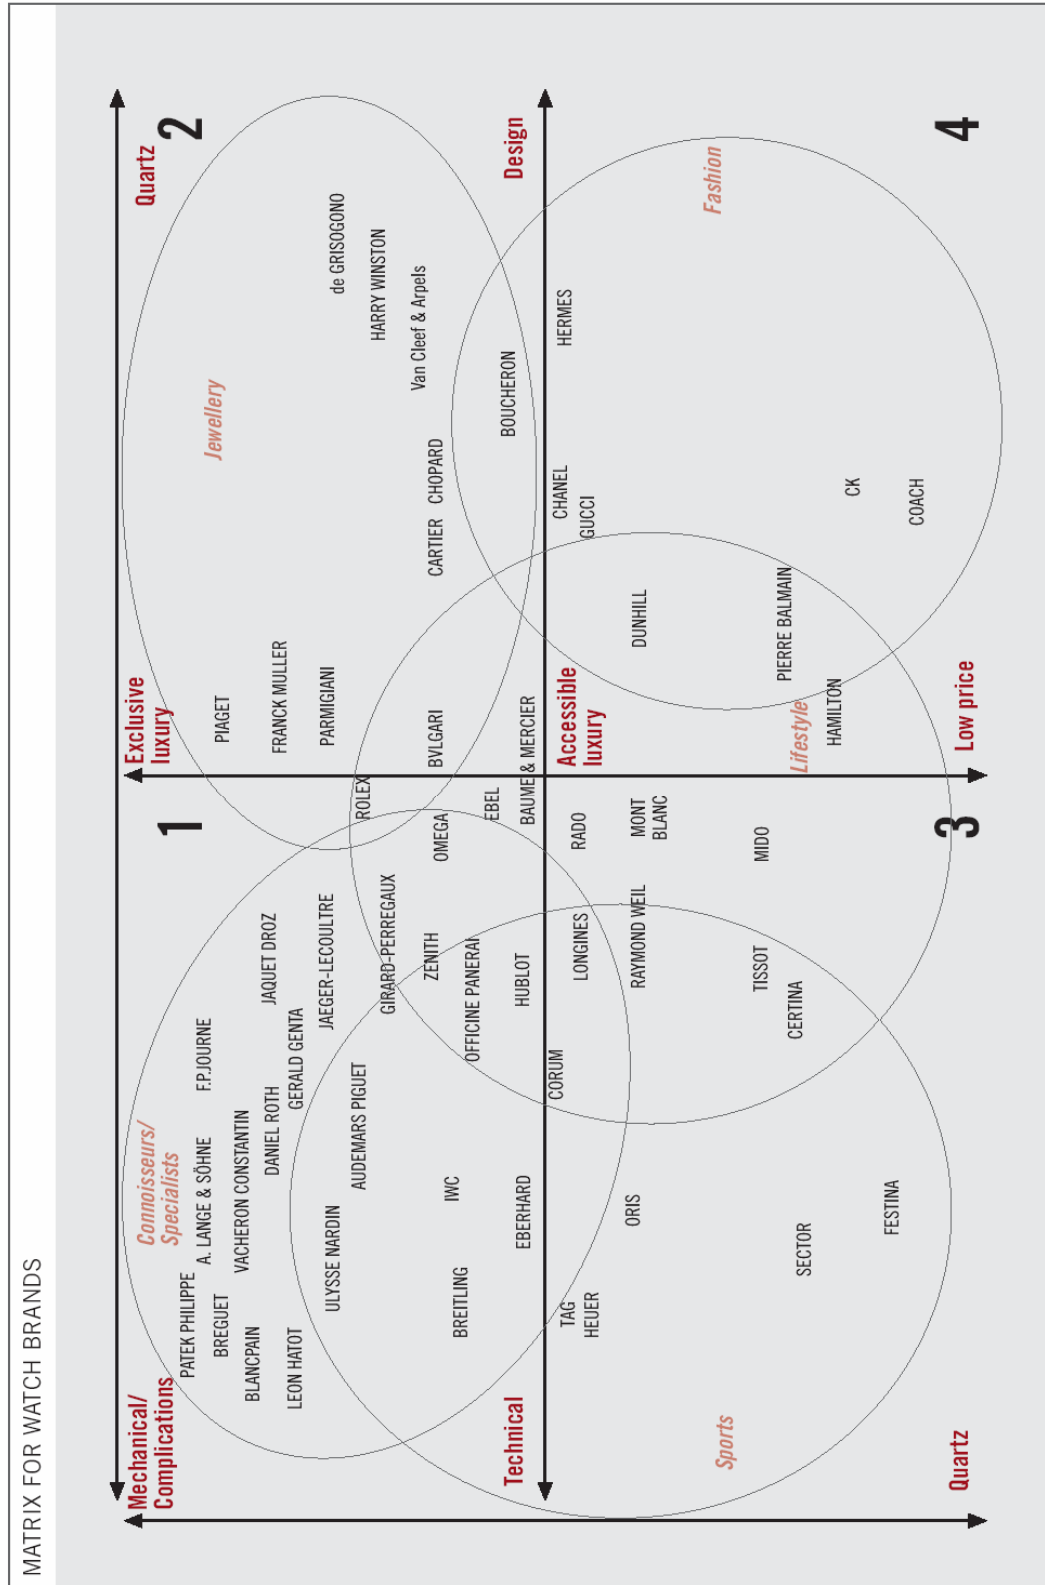 MATRIX FOR WATCH BRANDS
Mechanical/
Complications
Exclusive
luxury
Quartz
1
2
Connoisseurs/
Specialists
Jewellery
PATEK PHILIPPE
A. LANGE & SÖHNE
F.P.JOURNE
BREGUET
PIAGET
VACHERON CONSTANTIN
BLANCPAIN
DANIEL ROTH
JAQUET DROZ
FRANCK MULLER
LEON HATOT
GERALD GENTA
JAEGER-LECOULTRE
PARMIGIANI
de GRISOGONO
ULYSSE NARDIN
AUDEMARS PIGUET
ROLEX
HARRY WINSTON
GIRARD-PERREGAUX
Van Cleef & Arpels
ZENITH
OMEGA
BVLGARI
CARTIER
CHOPARD
IWC
BREITLING
OFFICINE PANERAI
EBEL
BOUCHERON
EBERHARD
HUBLOT
BAUME & MERCIER
Technical
Design
Accessible
luxury
CORUM
CHANEL
HERMES
TAG
HEUER
LONGINES
RADO
GUCCI
ORIS
RAYMOND WEIL
MONT
BLANC
DUNHILL
Sports
Fashion
TISSOT
MIDO
PIERRE BALMAIN
Lifestyle
SECTOR
CERTINA
HAMILTON
CK
FESTINA
COACH
Quartz
3
Low price
4